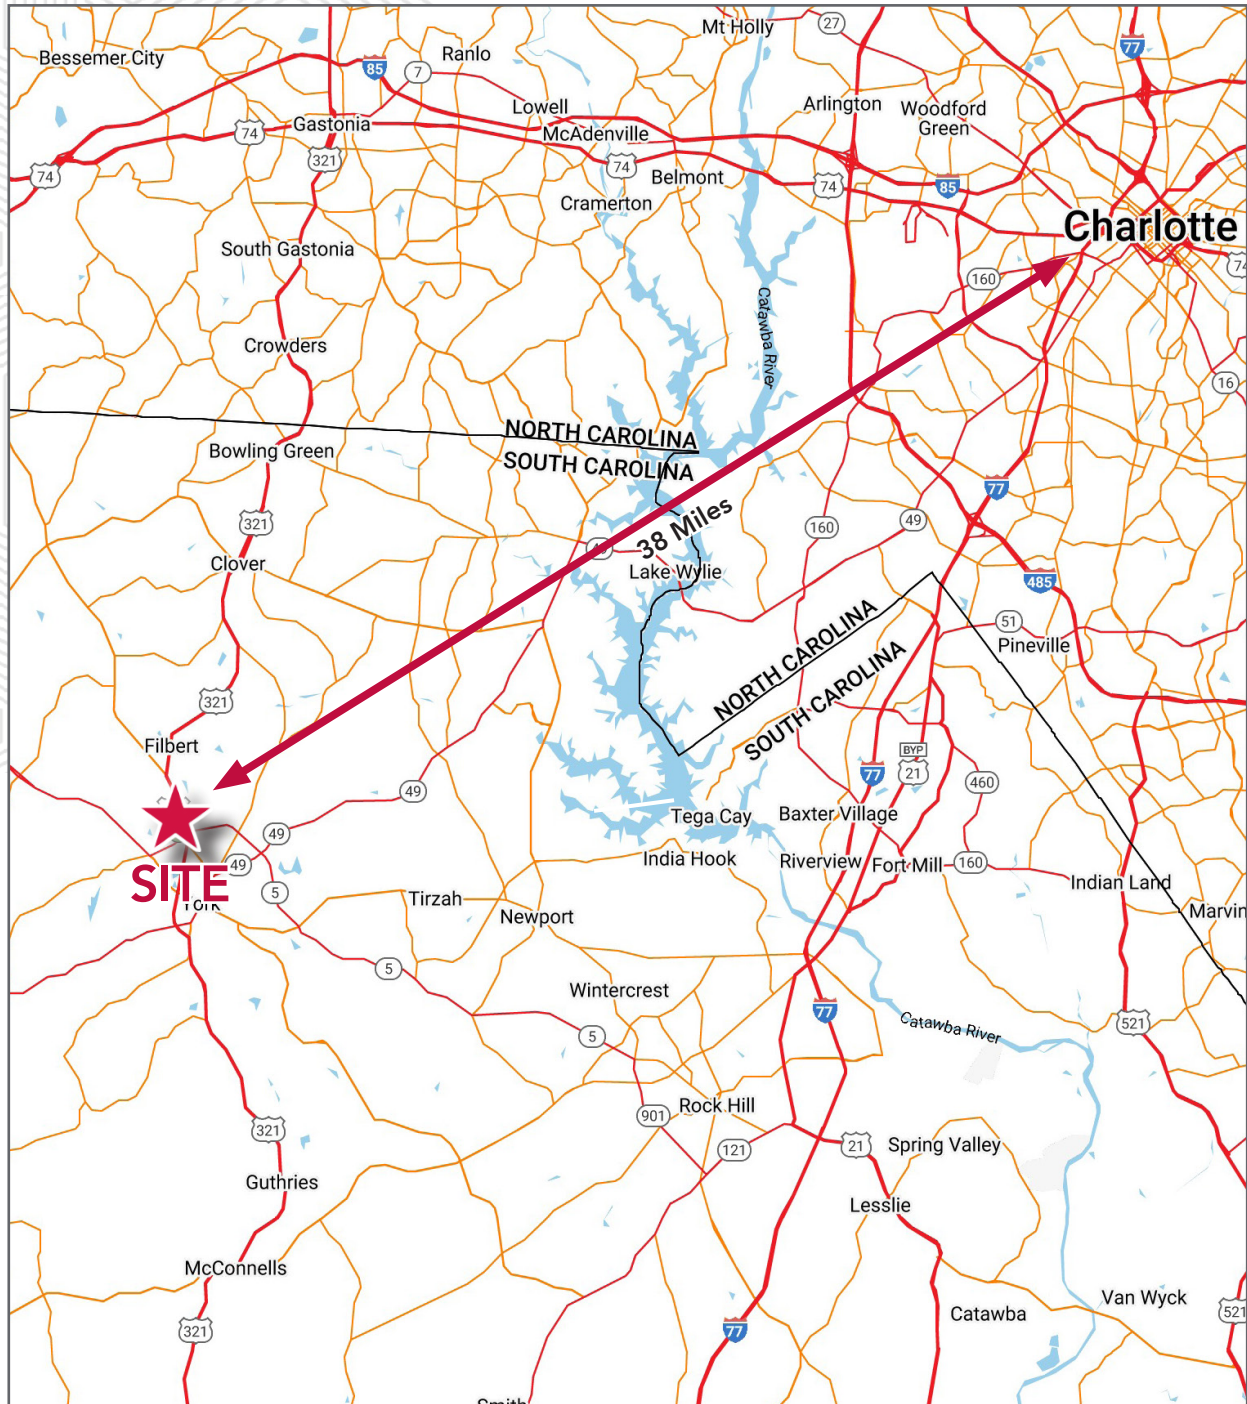 Mt Holly
27
77
Bessemer City
Ranlo
85
7
Lowell
Arlington
Woodford
Green
74
Gastonia
McAdenville
321
74
74
Belmont
74
85
Cramerton
Charlotte
South Gastonia
74
160
Catawba River
Crowders
16
NORTH CAROLINA
SOUTH CAROLINA
Bowling Green
77
38 Miles
321
160
49
Clover
Lake Wylie
485
NORTH CAROLINA
51
Pineville
SOUTH CAROLINA
321
Filbert
BYP
21
77
49
460
Tega Cay
Baxter Village
49
India Hook
Riverview
Fort Mill
160
49
SITE
5
York
Tirzah
Indian Land
Newport
Marvin
5
Wintercrest
77
Catawba River
521
5
Rock Hill
901
321
121
21
Spring Valley
Guthries
Lesslie
McConnells
Van Wyck
Catawba
521
321
77
Smith